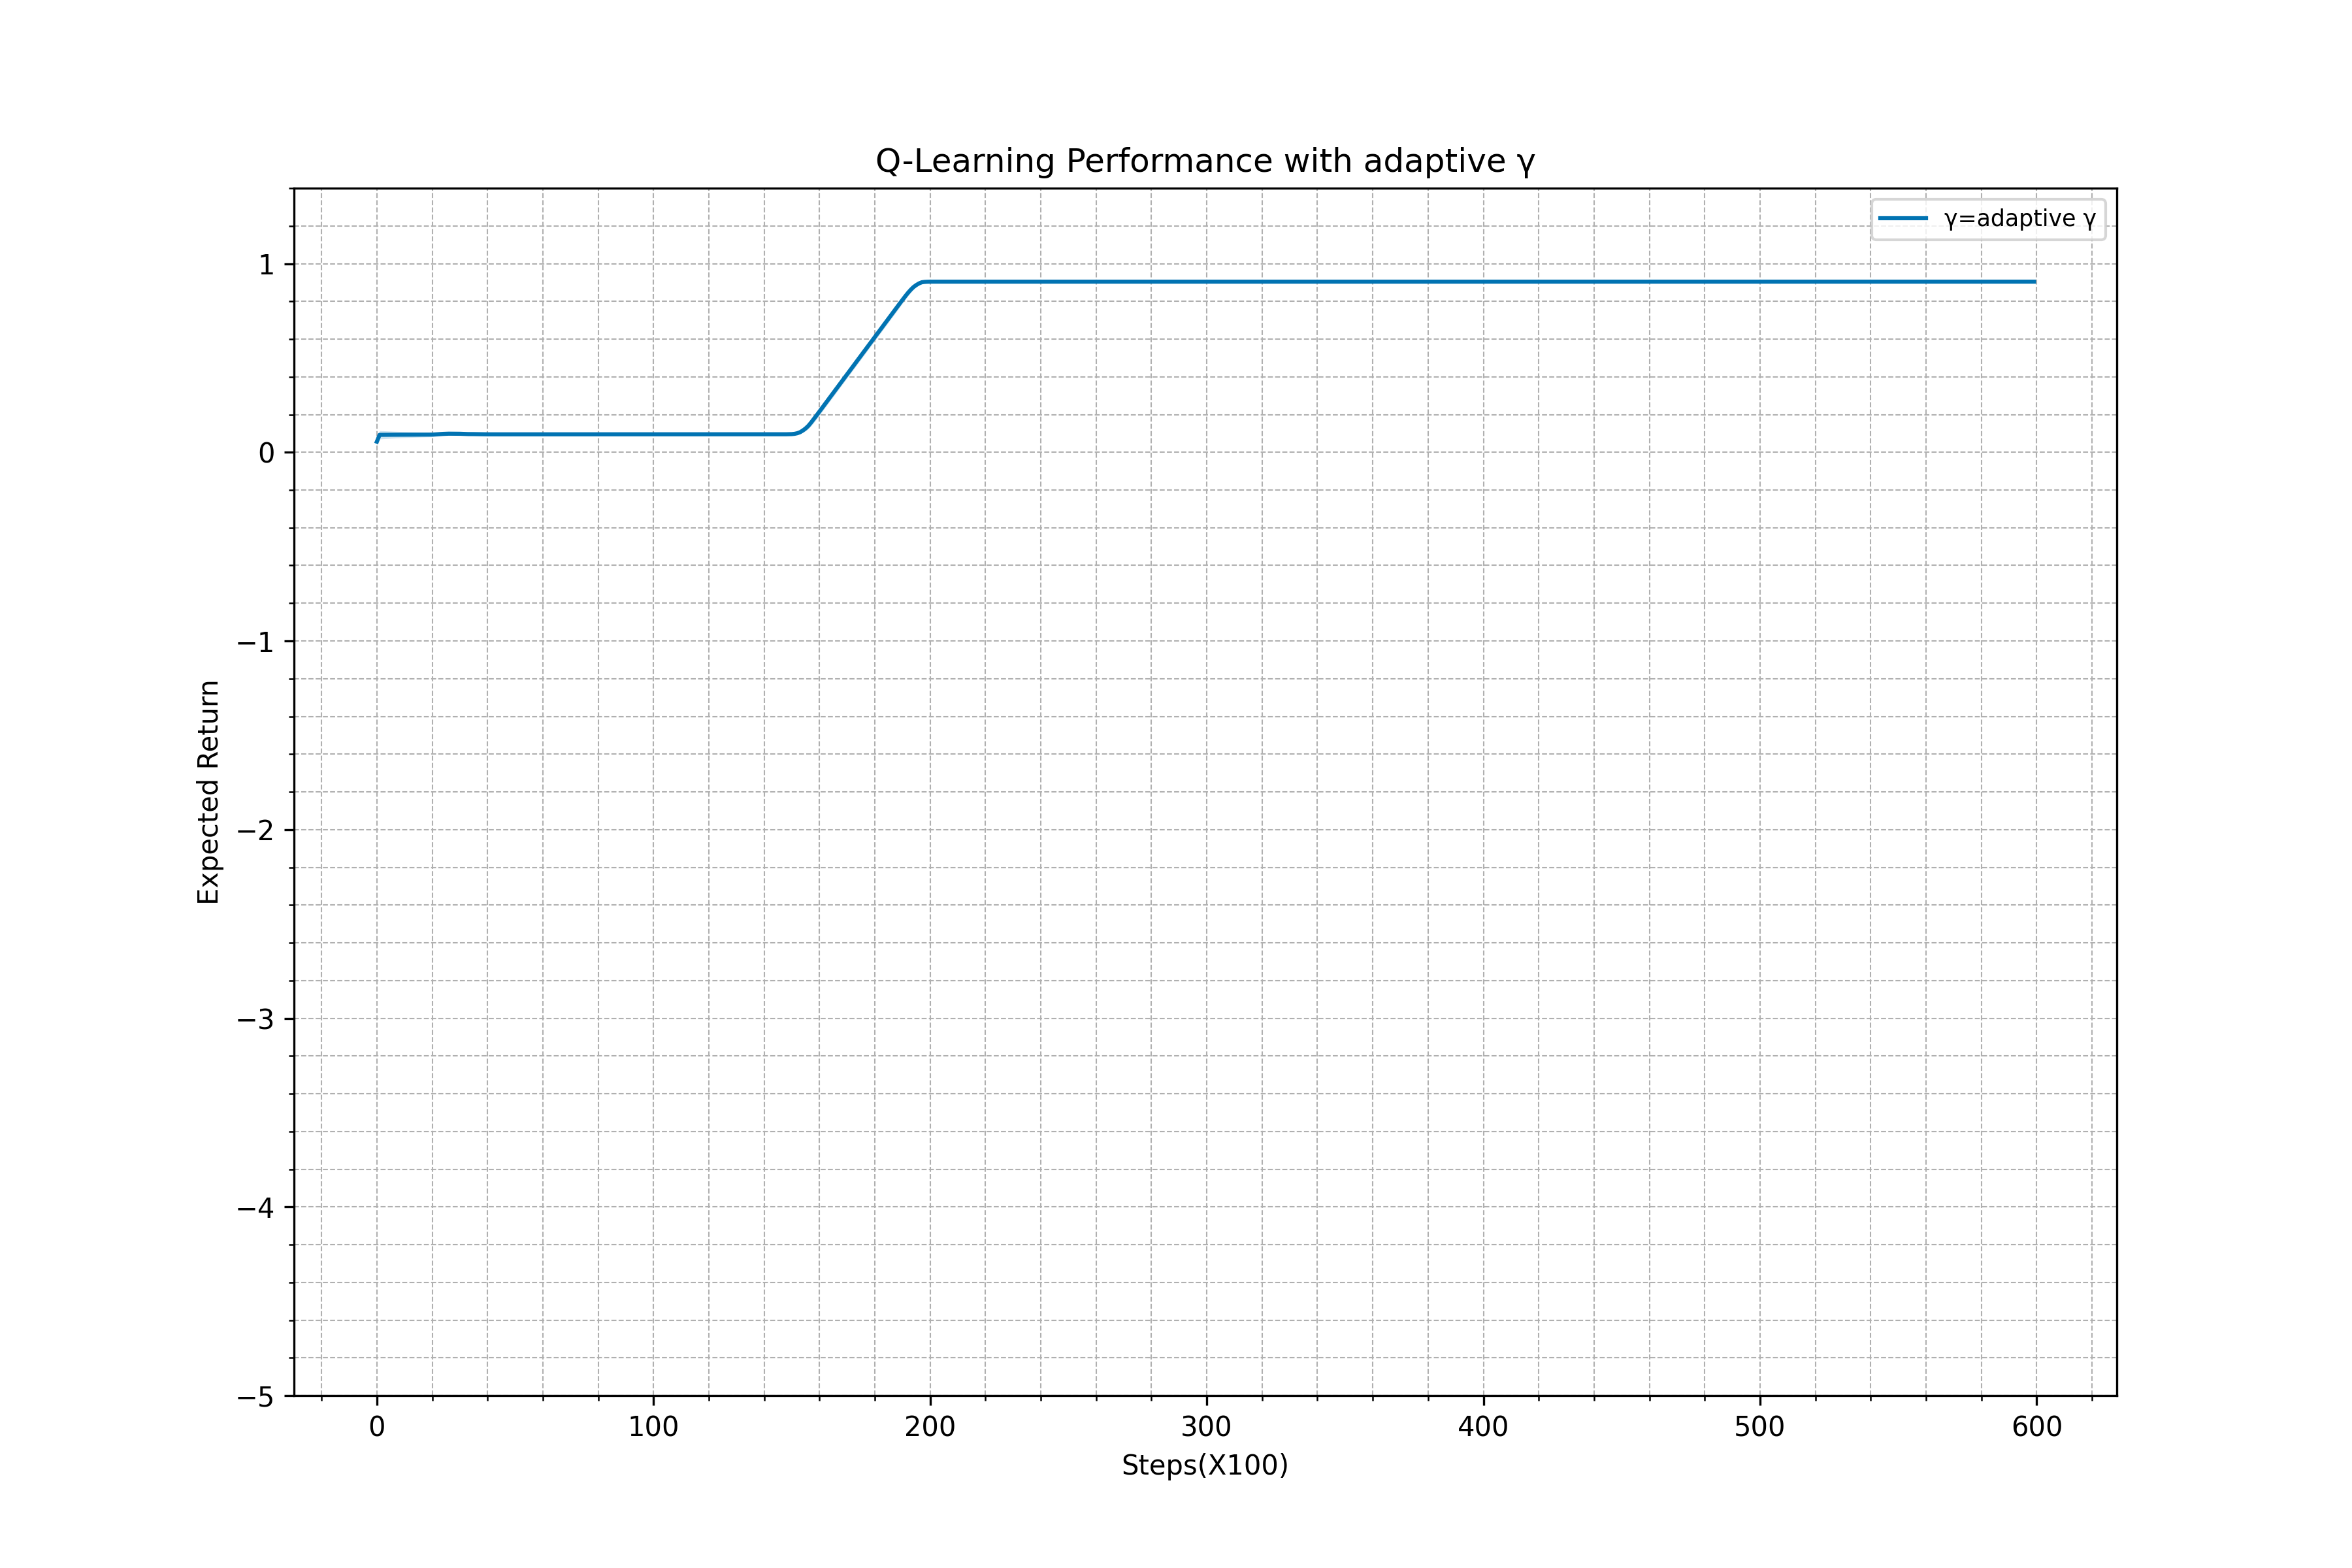 Q-Learning Performance with adaptive γ
γ=adaptive γ
1
0
−1
−2
−3
−4
−5
Expected Return
0 100 200 300 400 500 600
Steps(X100)